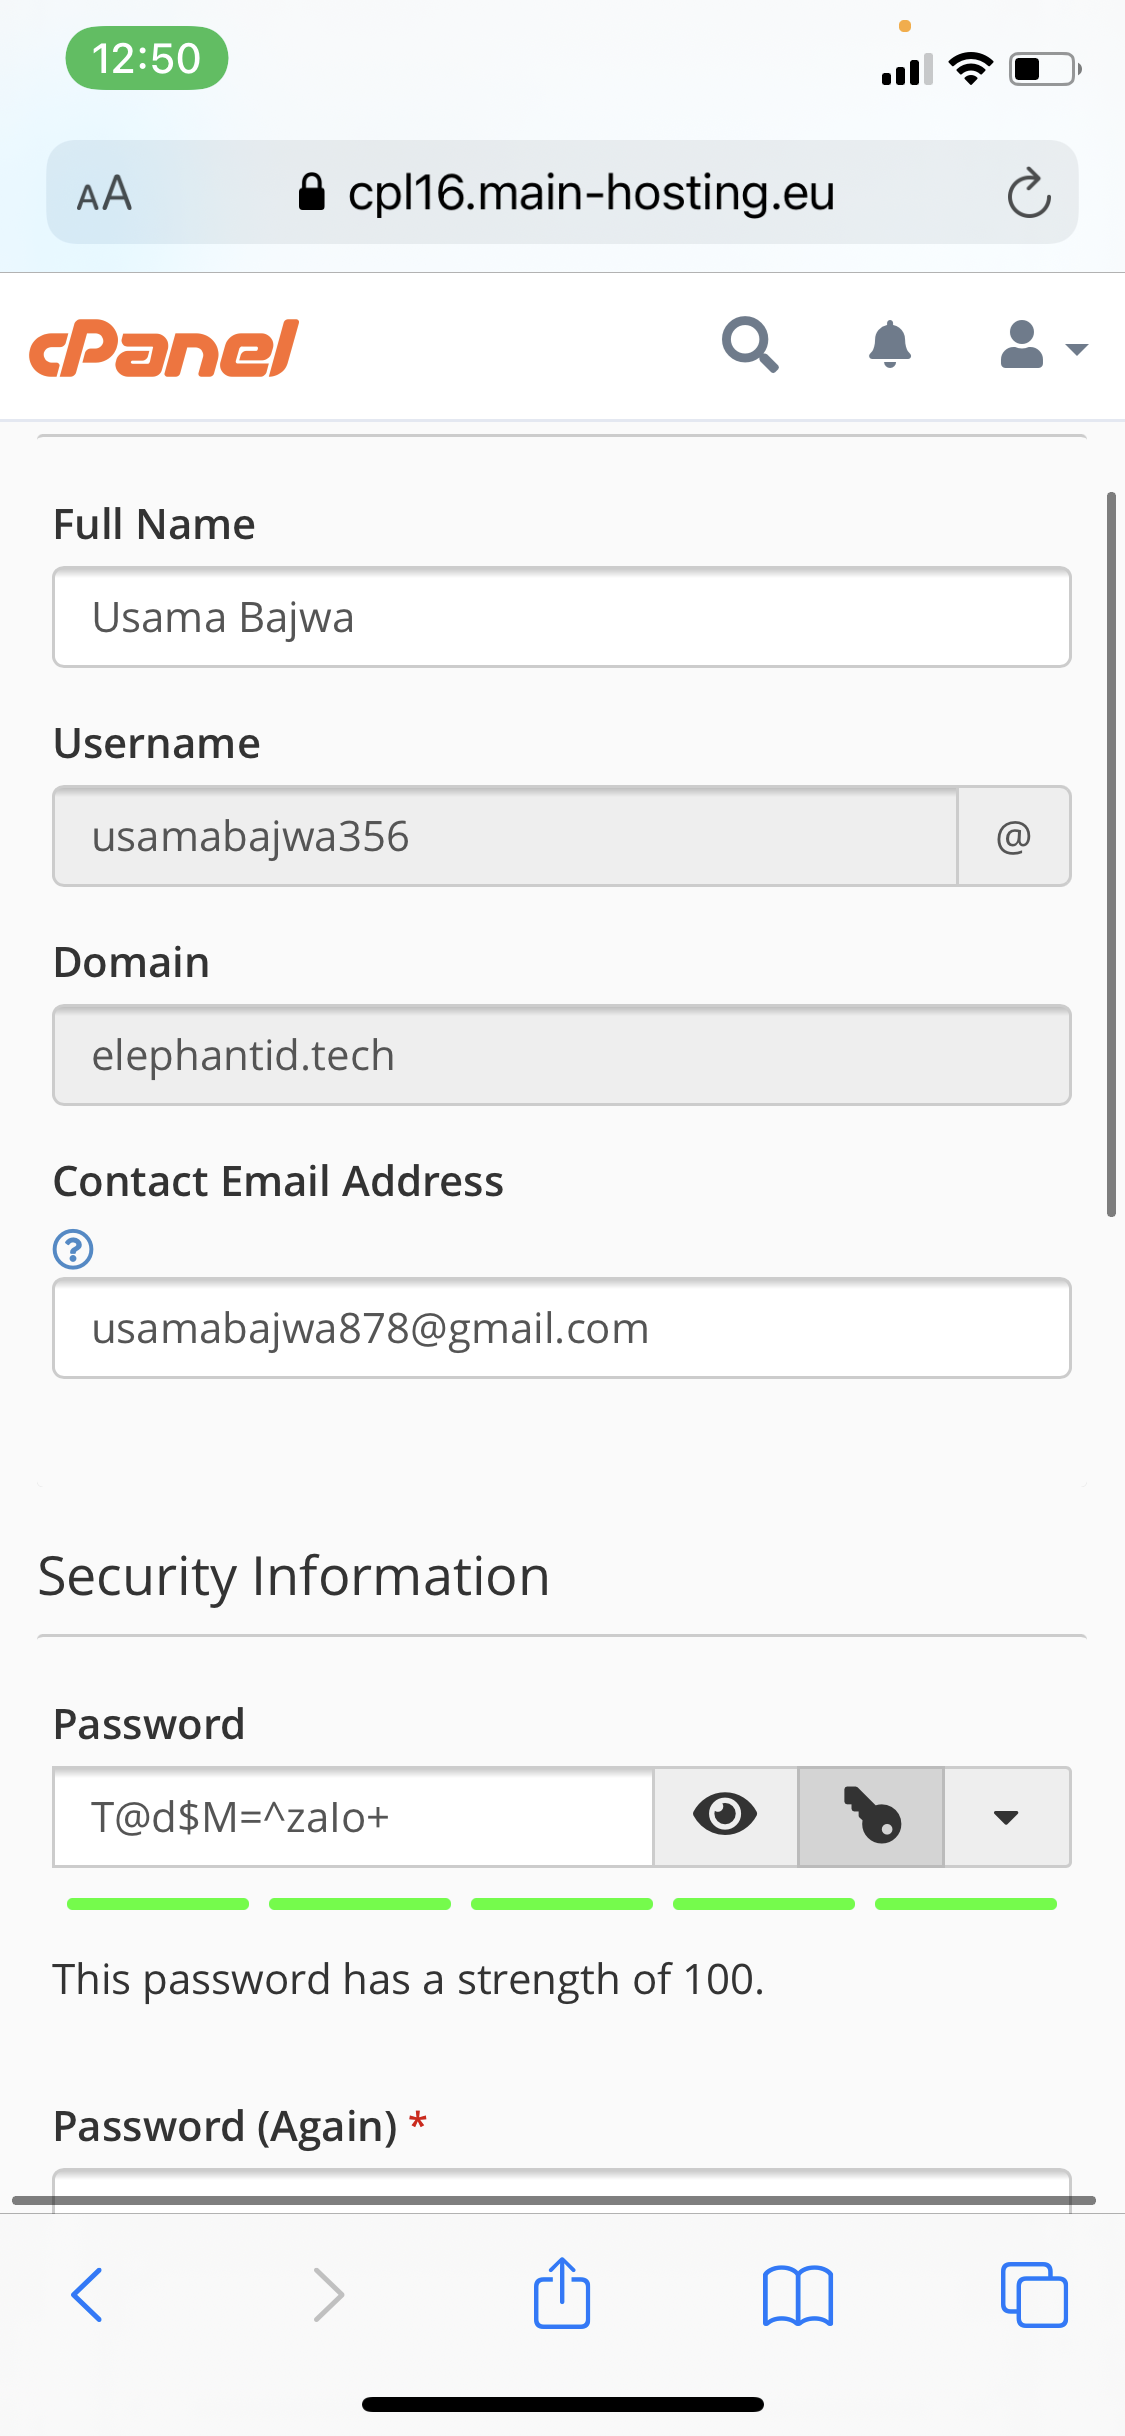 12:50
AA
cpl16.main-hosting.eu
cPanel
Full Name
Usama Bajwa
Username
usamabajwa356
@
Domain
elephantid.tech
Contact Email Address
?
usamabajwa878@gmail.com
Security Information
Password
T@d$M=^zalo+
This password has a strength of 100.
Password (Again) *